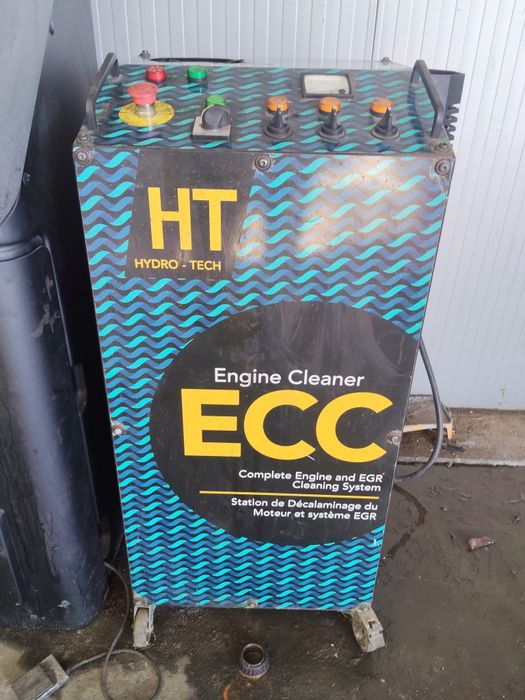 HT
HYDRO - TECH
Engine Cleaner
ECC
Complete Engine and EGR
Cleaning System
Station de Décalaminage du
Moteur et système EGR